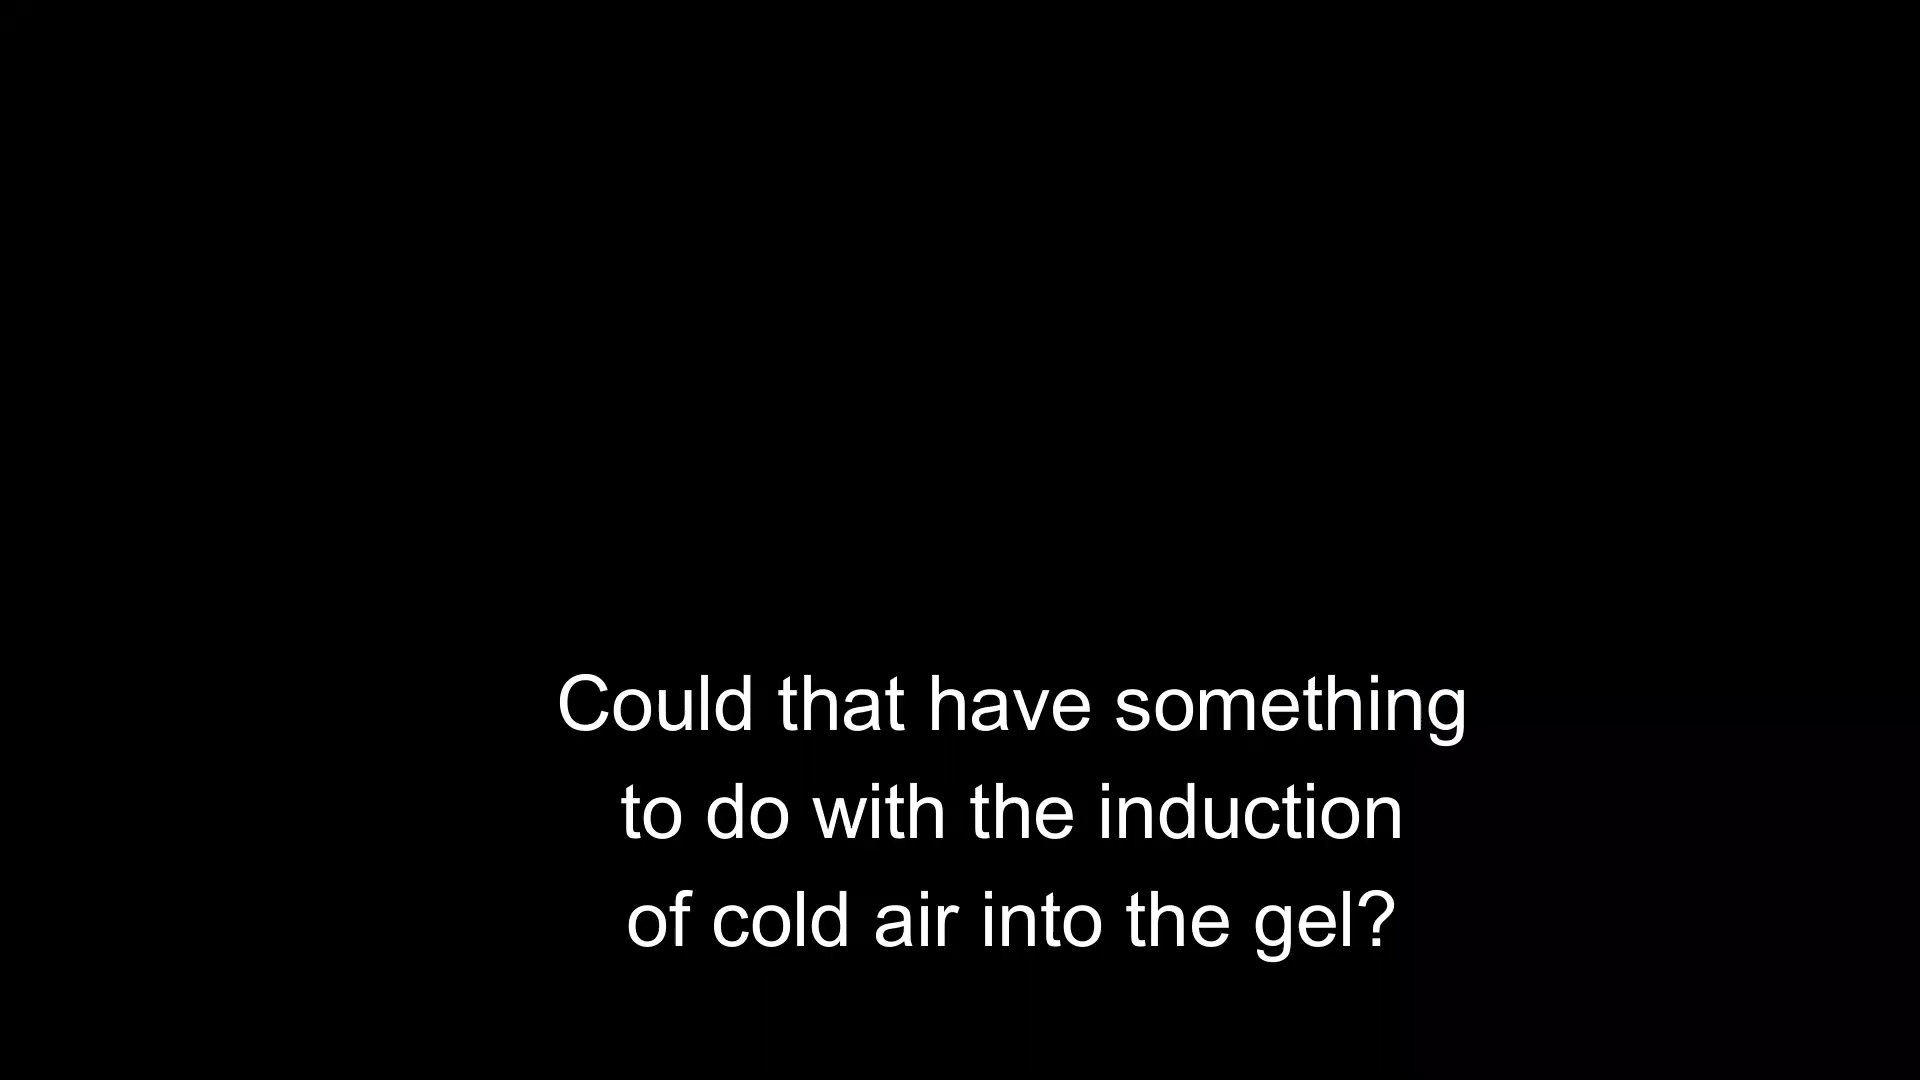 Could that have something
to do with the induction
of cold air into the gel?